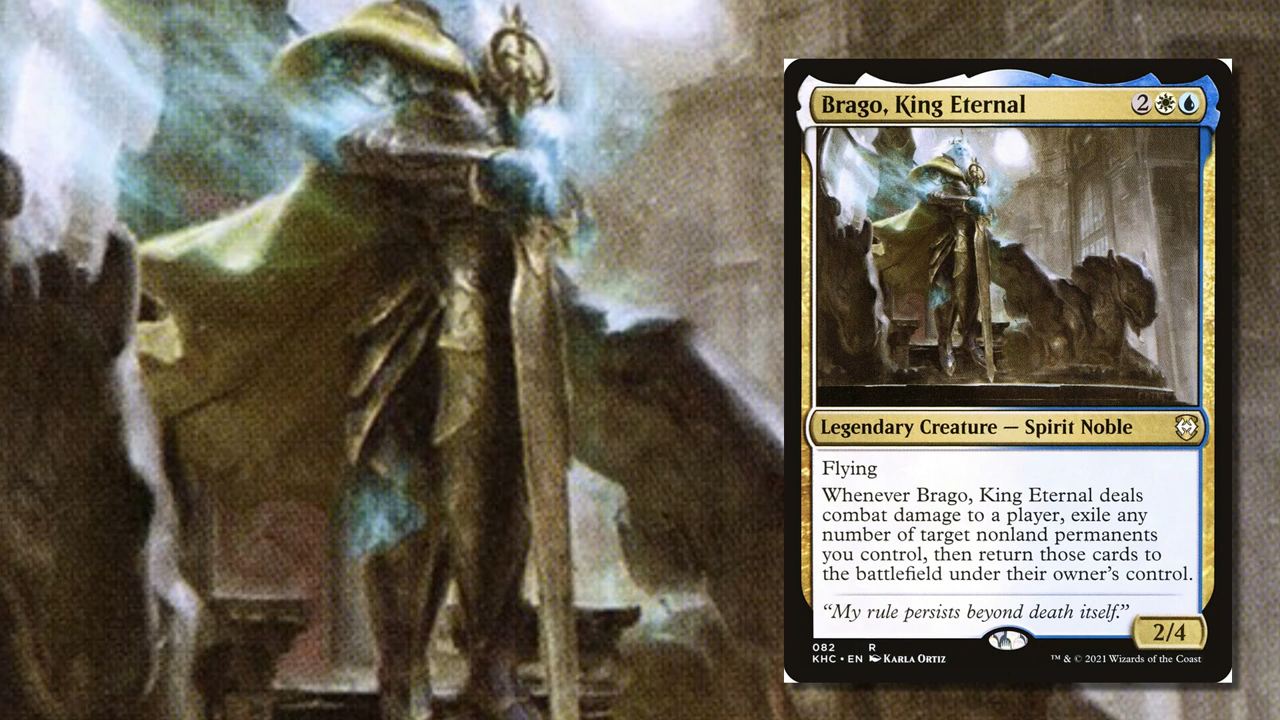 Brago, King Eternal 2
Legendary Creature — Spirit Noble
Flying
Whenever Brago, King Eternal deals
combat damage to a player, exile any
number of target nonland permanents
you control, then return those cards to
the battlefield under their owner's control.
"My rule persists beyond death itself."
2/4
082 R
KHC • EN Karla Ortiz ™ & © 2021 Wizards of the Coast